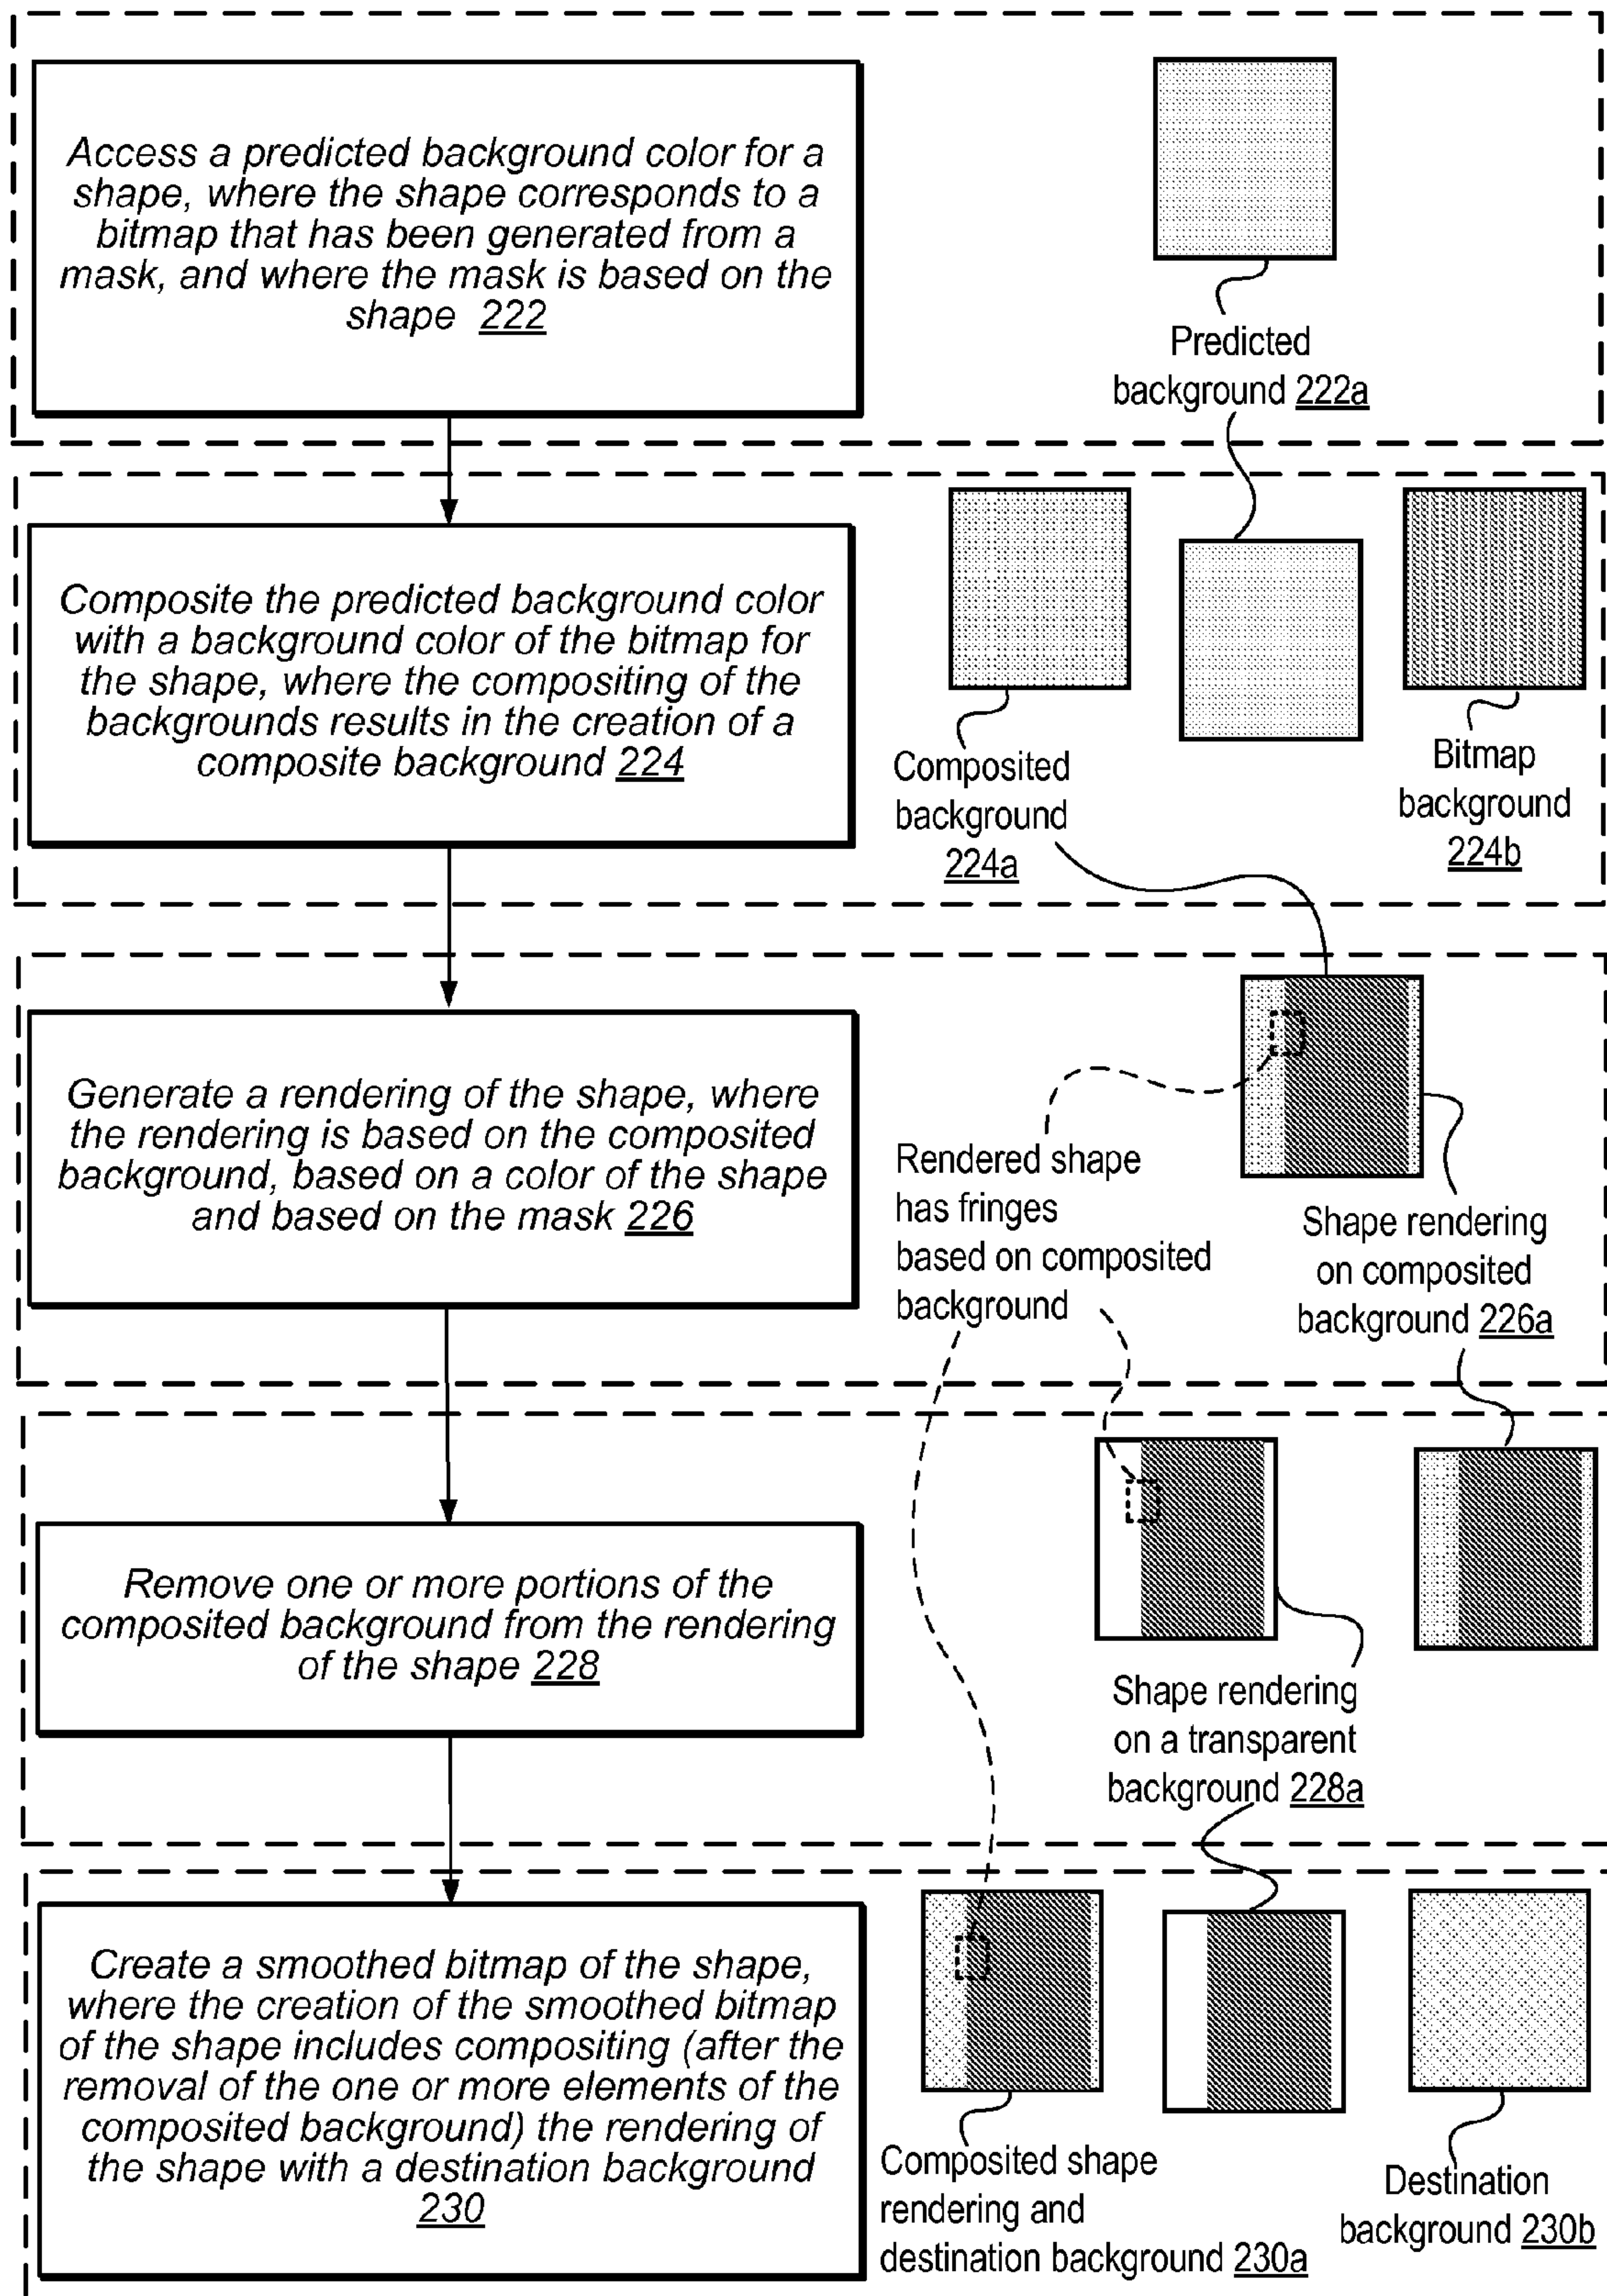 Access a predicted background color for a
shape, where the shape corresponds to a
bitmap that has been generated from a
mask, and where the mask is based on the
shape 222
Predicted
background 222a
Composite the predicted background color
with a background color of the bitmap for
the shape, where the compositing of the
backgrounds results in the creation of a
composite background 224
Composited
background
224a
Bitmap
background
224b
Generate a rendering of the shape, where
the rendering is based on the composited
background, based on a color of the shape
and based on the mask 226
Rendered shape
has fringes
based on composited
background
Shape rendering
on composited
background 226a
Remove one or more portions of the
composited background from the rendering
of the shape 228
Shape rendering
on a transparent
background 228a
Create a smoothed bitmap of the shape,
where the creation of the smoothed bitmap
of the shape includes compositing (after the
removal of the one or more elements of the
composited background) the rendering of
the shape with a destination background
230
Composited shape
rendering and
destination background 230a
Destination
background 230b